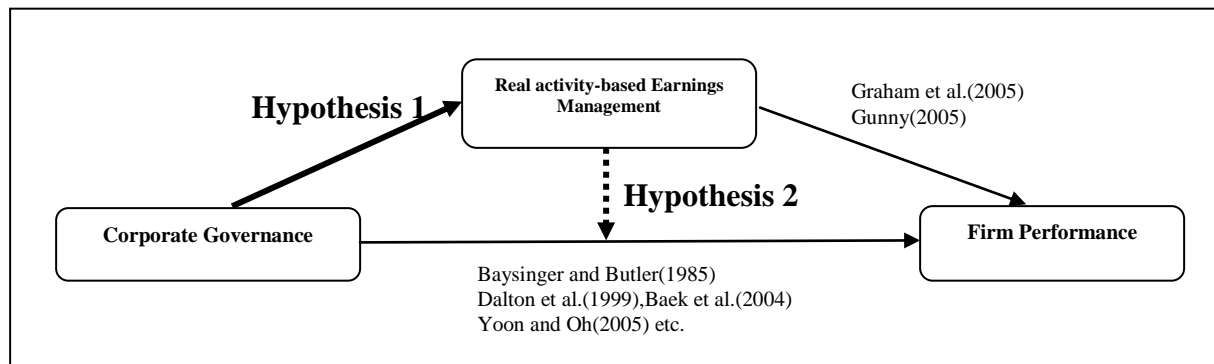 Real activity-based Earnings
Management
Graham et al.(2005)
Gunny(2005)
Hypothesis 1
Hypothesis 2
Corporate Governance
Firm Performance
Baysinger and Butler(1985)
Dalton et al.(1999),Baek et al.(2004)
Yoon and Oh(2005) etc.